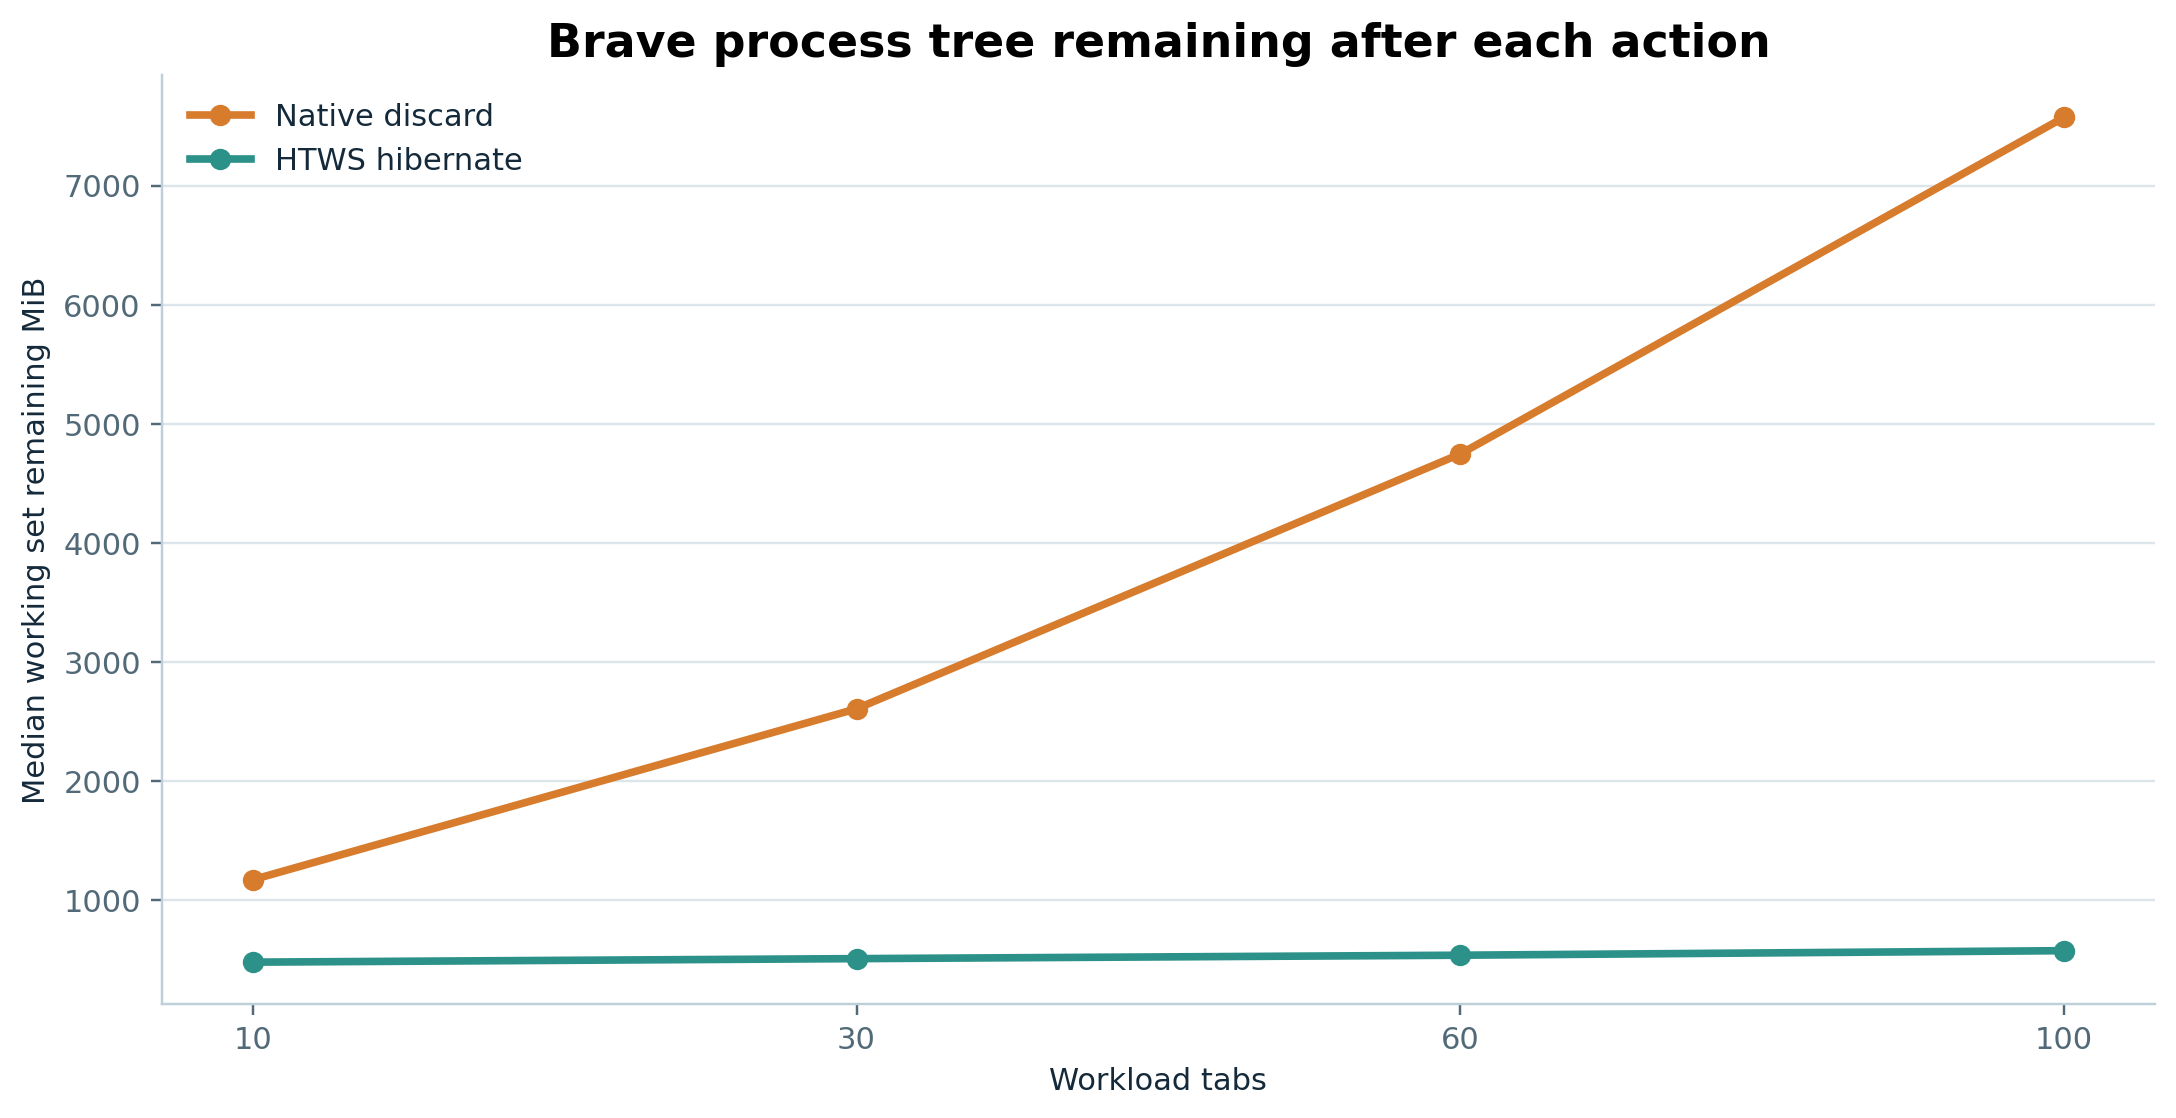 Brave process tree remaining after each action
Native discard
HTWS hibernate
Median working set remaining MiB
7000
6000
5000
4000
3000
2000
1000
10 30 60 100
Workload tabs